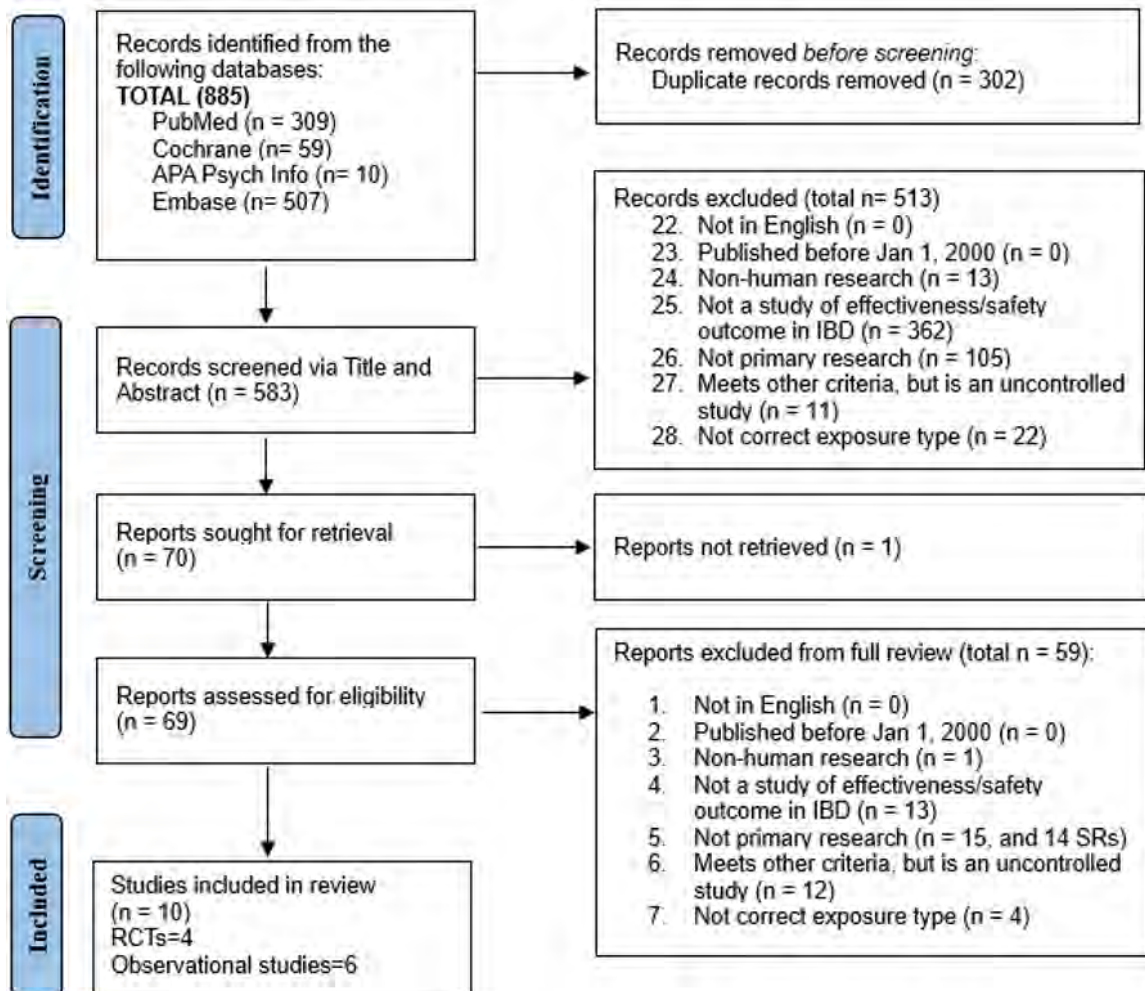 Identification
Records identified from the
following databases:
TOTAL (885)
PubMed (n = 309)
Cochrane (n= 59)
APA Psych Info (n= 10)
Embase (n= 507)
Records removed before screening:
Duplicate records removed (n = 302)
Screening
Records screened via Title and
Abstract (n = 583)
Records excluded (total n= 513)
22. Not in English (n = 0)
23. Published before Jan 1, 2000 (n = 0)
24. Non-human research (n = 13)
25. Not a study of effectiveness/safety
outcome in IBD (n = 362)
26. Not primary research (n = 105)
27. Meets other criteria, but is an uncontrolled
study (n = 11)
28. Not correct exposure type (n = 22)
Reports sought for retrieval
(n = 70)
Reports not retrieved (n = 1)
Reports assessed for eligibility
(n = 69)
Reports excluded from full review (total n = 59):
1. Not in English (n = 0)
2. Published before Jan 1, 2000 (n = 0)
3. Non-human research (n = 1)
4. Not a study of effectiveness/safety
outcome in IBD (n = 13)
5. Not primary research (n = 15, and 14 SRs)
6. Meets other criteria, but is an uncontrolled
study (n = 12)
7. Not correct exposure type (n = 4)
Included
Studies included in review
(n = 10)
RCTs=4
Observational studies=6